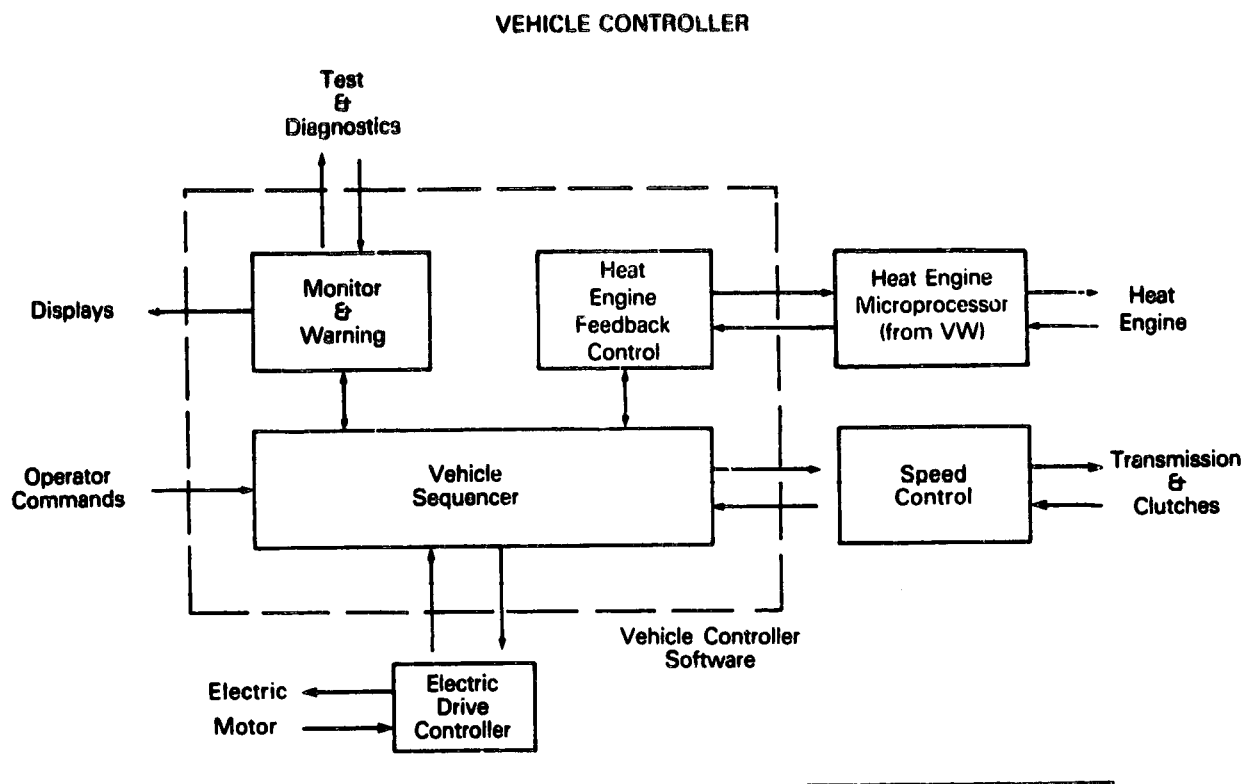 VEHICLE CONTROLLER
Test
&
Diagnostics
Monitor
&
Warning
Heat
Engine
Feedback
Control
Heat Engine
Microprocessor
(from VW)
Heat
Engine
Displays
Operator
Commands
Vehicle
Sequencer
Speed
Control
Transmission
&
Clutches
Vehicle Controller
Software
Electric
Motor
Electric
Drive
Controller